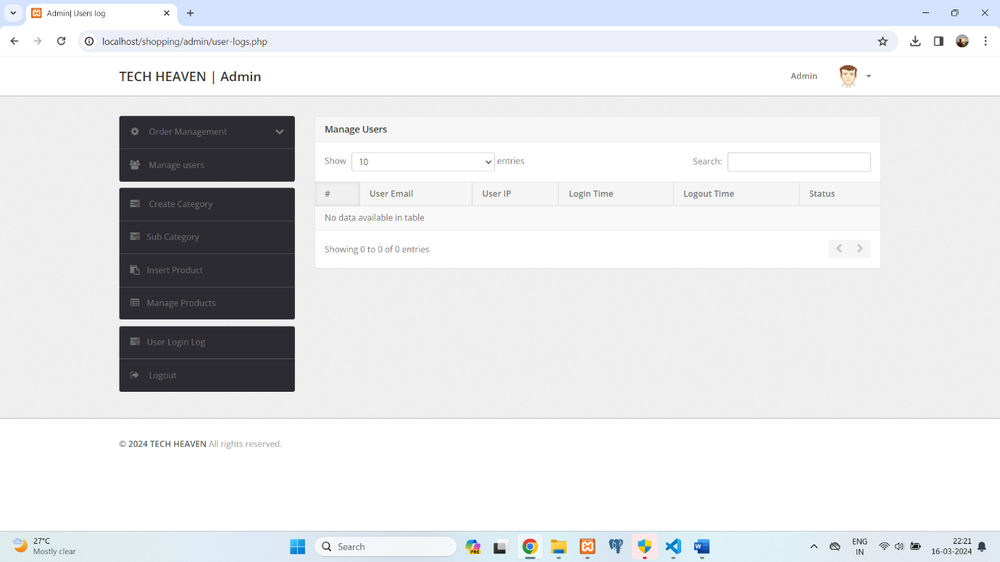 Admin| Users log
localhost/shopping/admin/user-logs.php
TECH HEAVEN | Admin
Admin
Order Management
Manage users
Create Category
Sub Category
Insert Product
Manage Products
User Login Log
Logout
Manage Users
Show 10 entries
Search:
# User Email User IP Login Time Logout Time Status
No data available in table
Showing 0 to 0 of 0 entries
© 2024 TECH HEAVEN All rights reserved.
27°C
Mostly clear
Search
PRE
ENG
IN
22:21
16-03-2024